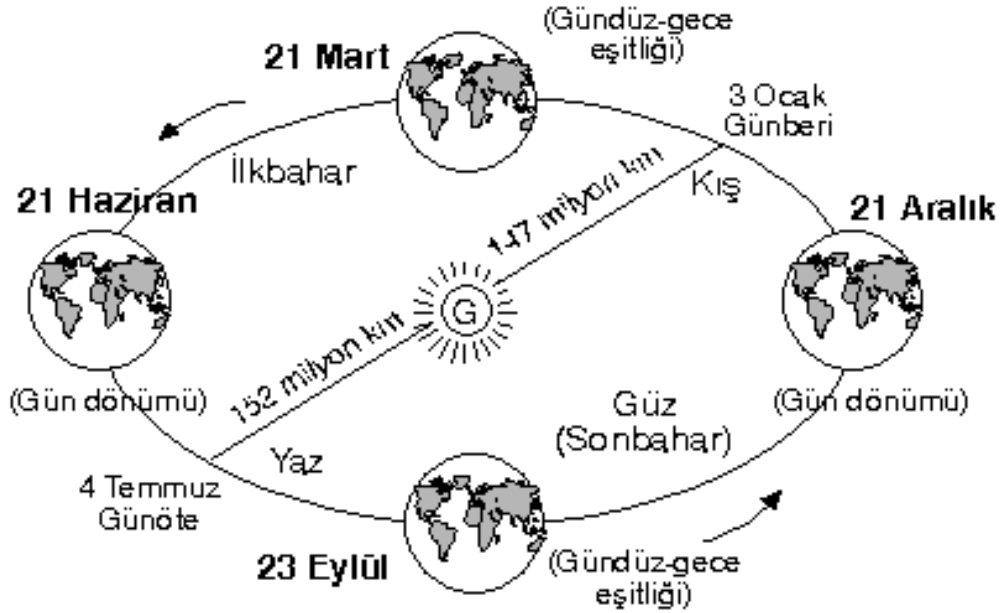 (Gündüz-gece
eşitliği)
21 Mart
3 Ocak
Günberi
İlkbahar
147 milyon km
Kış
21 Haziran
21 Aralık
G
152 milyon km
(Gün dönümü)
Güz
(Sonbahar)
(Gün dönümü)
Yaz
4 Temmuz
Günöte
23 Eylül
(Gündüz-gece
eşitliği)